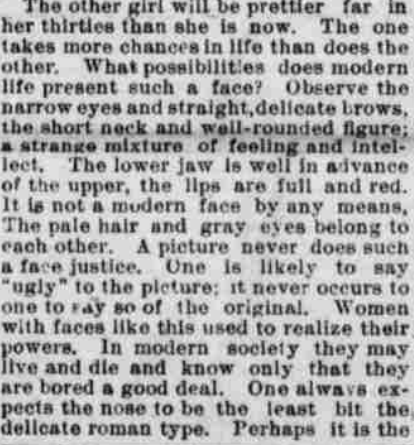 The other girl will be prettier far in
her thirties than she is now. The one
takes more chances in life than does the
other. What possibilities does modern
life present such a face? Observe the
narrow eyes and straight, delicate brows,
the short neck and well-rounded figure;
a strange mixture of feeling and intel-
lect. The lower jaw is well in advance
of the upper, the lips are full and red.
It is not a modern face by any means,
The pale hair and gray eyes belong to
each other. A picture never does such
a face justice. One is likely to say
"ugly" to the picture; it never occurs to
one to say so of the original. Women
with faces like this used to realize their
powers. In modern society they may
live and die and know only that they
are bored a good deal. One always ex-
pects the nose to be the least bit the
delicate roman type. Perhaps it is the